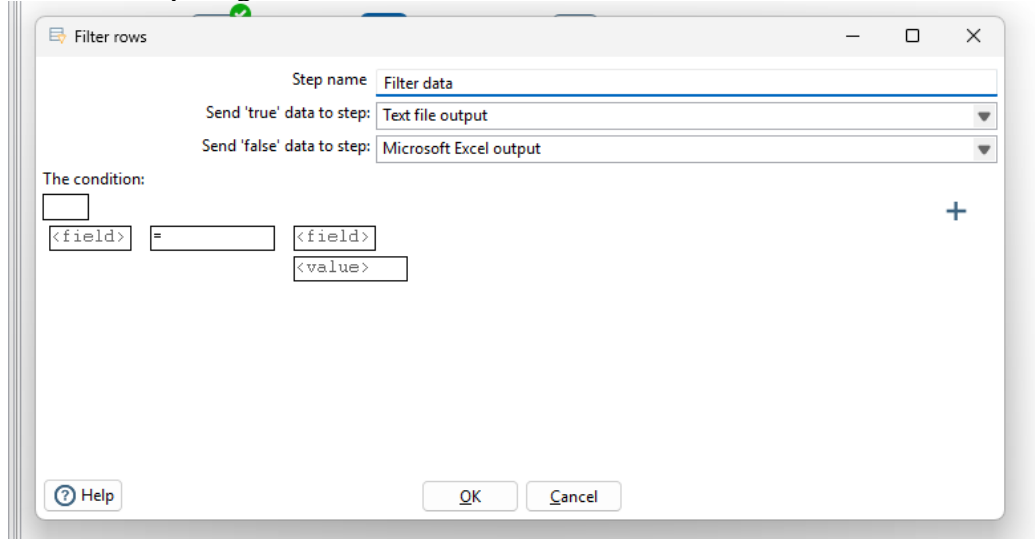 Filter rows
Step name Filter data
Send 'true' data to step: Text file output
Send 'false' data to step: Microsoft Excel output
The condition:
<field> = <field>
<value>
Help OK Cancel